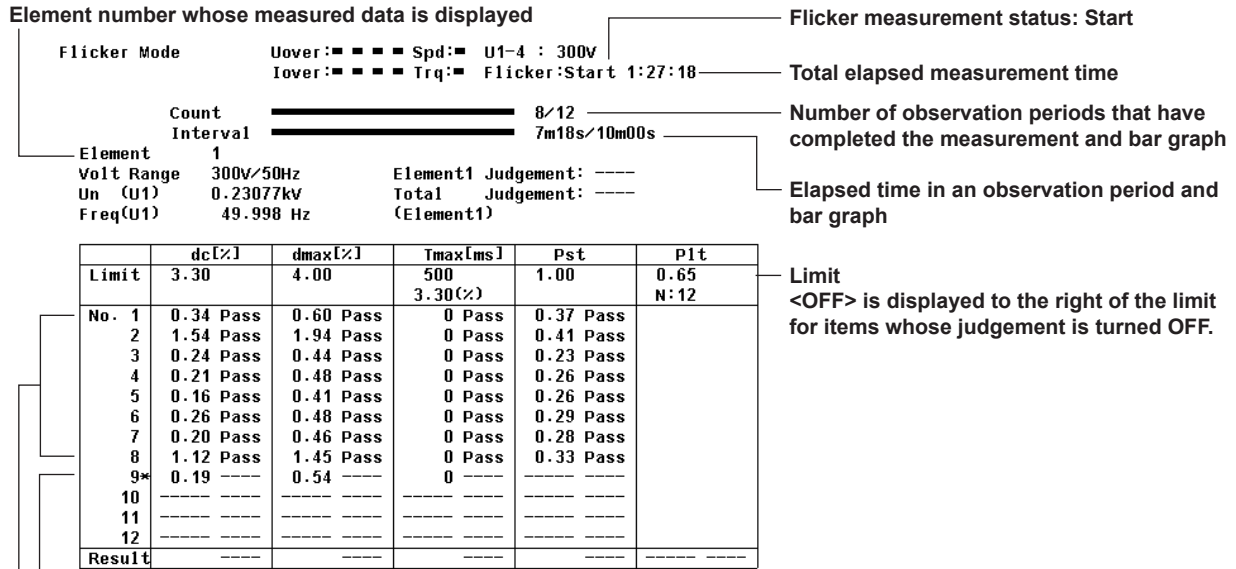 Element number whose measured data is displayed
Flicker measurement status: Start
Flicker Mode Uover:▬ ▬ ▬ ▬ Spd:▬ U1-4 : 300V
Iover:▬ ▬ ▬ ▬ Trq:▬ Flicker:Start 1:27:18
Total elapsed measurement time
Count 8/12
Interval 7m18s/10m00s
Number of observation periods that have
completed the measurement and bar graph
Element 1
Volt Range 300V/50Hz Element1 Judgement: ----
Un (U1) 0.23077kV Total Judgement: ----
Freq(U1) 49.998 Hz (Element1)
Elapsed time in an observation period and
bar graph
dc[%] dmax[%] Tmax[ms] Pst Plt
Limit 3.30 4.00 500 1.00 0.65
3.30(%) N:12
Limit
<OFF> is displayed to the right of the limit
for items whose judgement is turned OFF.
No. 1 0.34 Pass 0.60 Pass 0 Pass 0.37 Pass
2 1.54 Pass 1.94 Pass 0 Pass 0.41 Pass
3 0.24 Pass 0.44 Pass 0 Pass 0.23 Pass
4 0.21 Pass 0.48 Pass 0 Pass 0.26 Pass
5 0.16 Pass 0.41 Pass 0 Pass 0.26 Pass
6 0.26 Pass 0.48 Pass 0 Pass 0.29 Pass
7 0.20 Pass 0.46 Pass 0 Pass 0.28 Pass
8 1.12 Pass 1.45 Pass 0 Pass 0.33 Pass
9* 0.19 ---- 0.54 ---- 0 ---- ----- ----
10 ----- ---- ----- ---- ----- ---- ----- ----
11 ----- ---- ----- ---- ----- ---- ----- ----
12 ----- ---- ----- ---- ----- ---- ----- ----
Result ---- ---- ---- ---- ----- ----